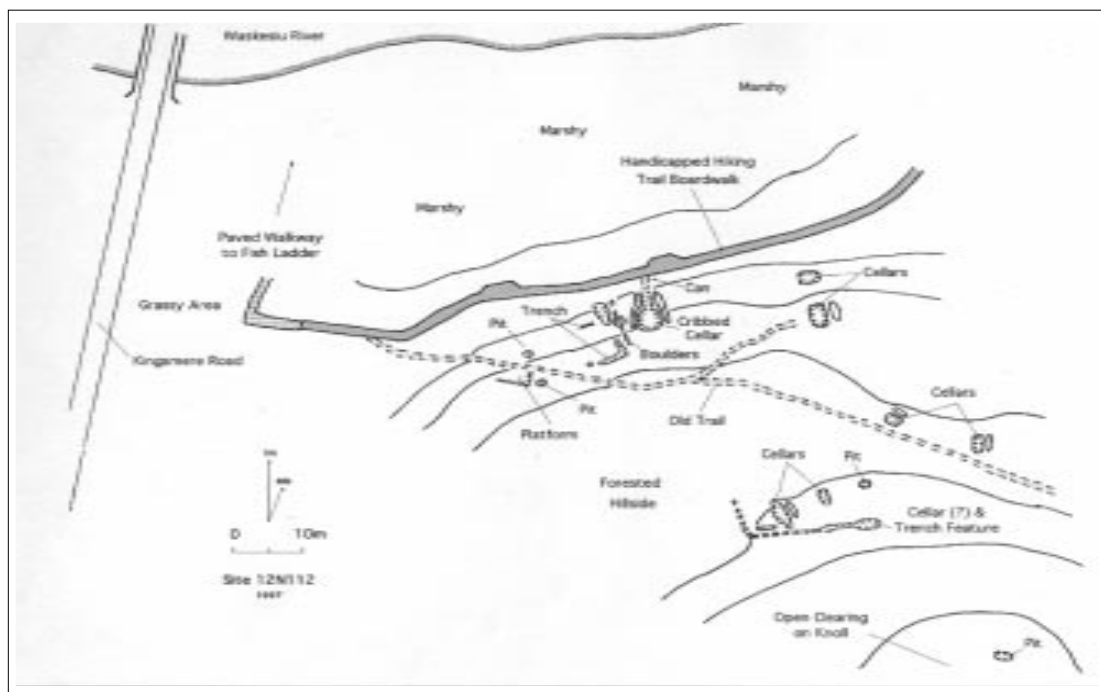 Waskesiu River
Marshy
Marshy
Handicapped Hiking
Trail Boardwalk
Marshy
Paved Walkway
to Fish Ladder
Grassy Area
Kingsmere Road
Can
Cellars
Trench
Pit
Cribbed
Cellar
Boulders
Pit
Platform
Old Trail
Cellars
Cellars
Pit
Forested
Hillside
Cellar (?) &
Trench Feature
0 10m
Site 12N112
1997
Open Clearing
on Knoll
Pit